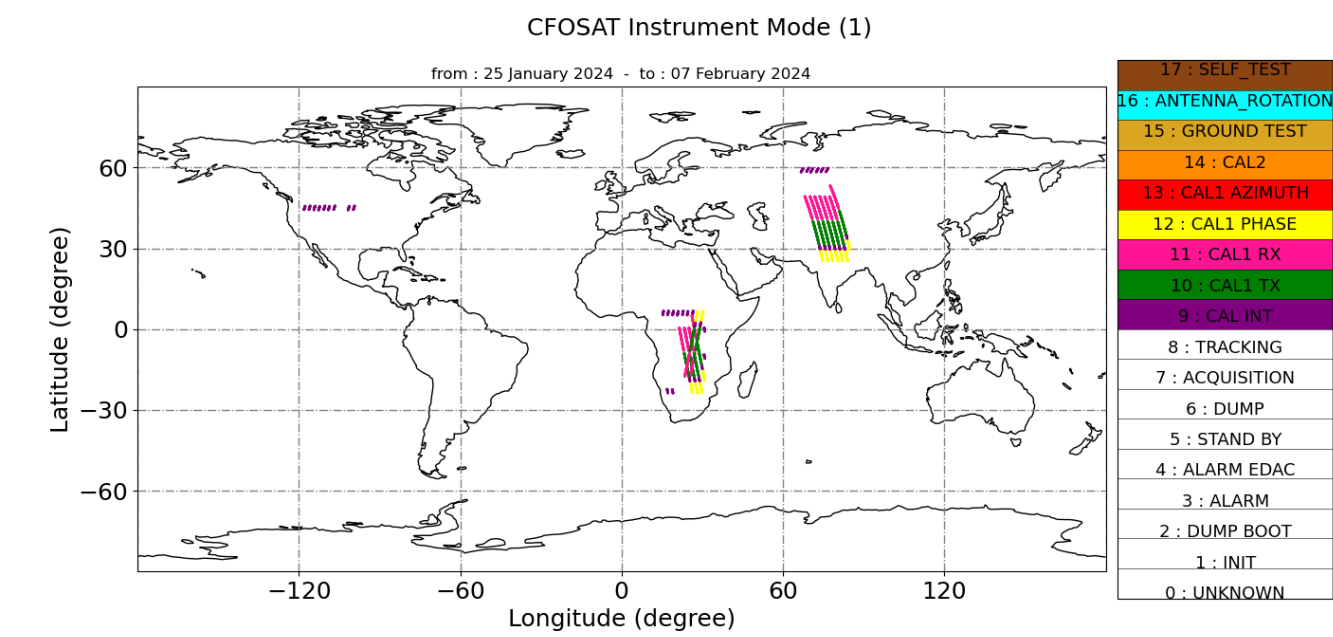 CFOSAT Instrument Mode (1)
from : 25 January 2024  -  to : 07 February 2024
17 : SELF_TEST
16 : ANTENNA_ROTATION
15 : GROUND TEST
14 : CAL2
13 : CAL1 AZIMUTH
12 : CAL1 PHASE
11 : CAL1 RX
10 : CAL1 TX
9 : CAL INT
8 : TRACKING
7 : ACQUISITION
6 : DUMP
5 : STAND BY
4 : ALARM EDAC
3 : ALARM
2 : DUMP BOOT
1 : INIT
0 : UNKNOWN
Latitude (degree)
60
30
0
−30
−60
−120
−60
0
60
120
Longitude (degree)